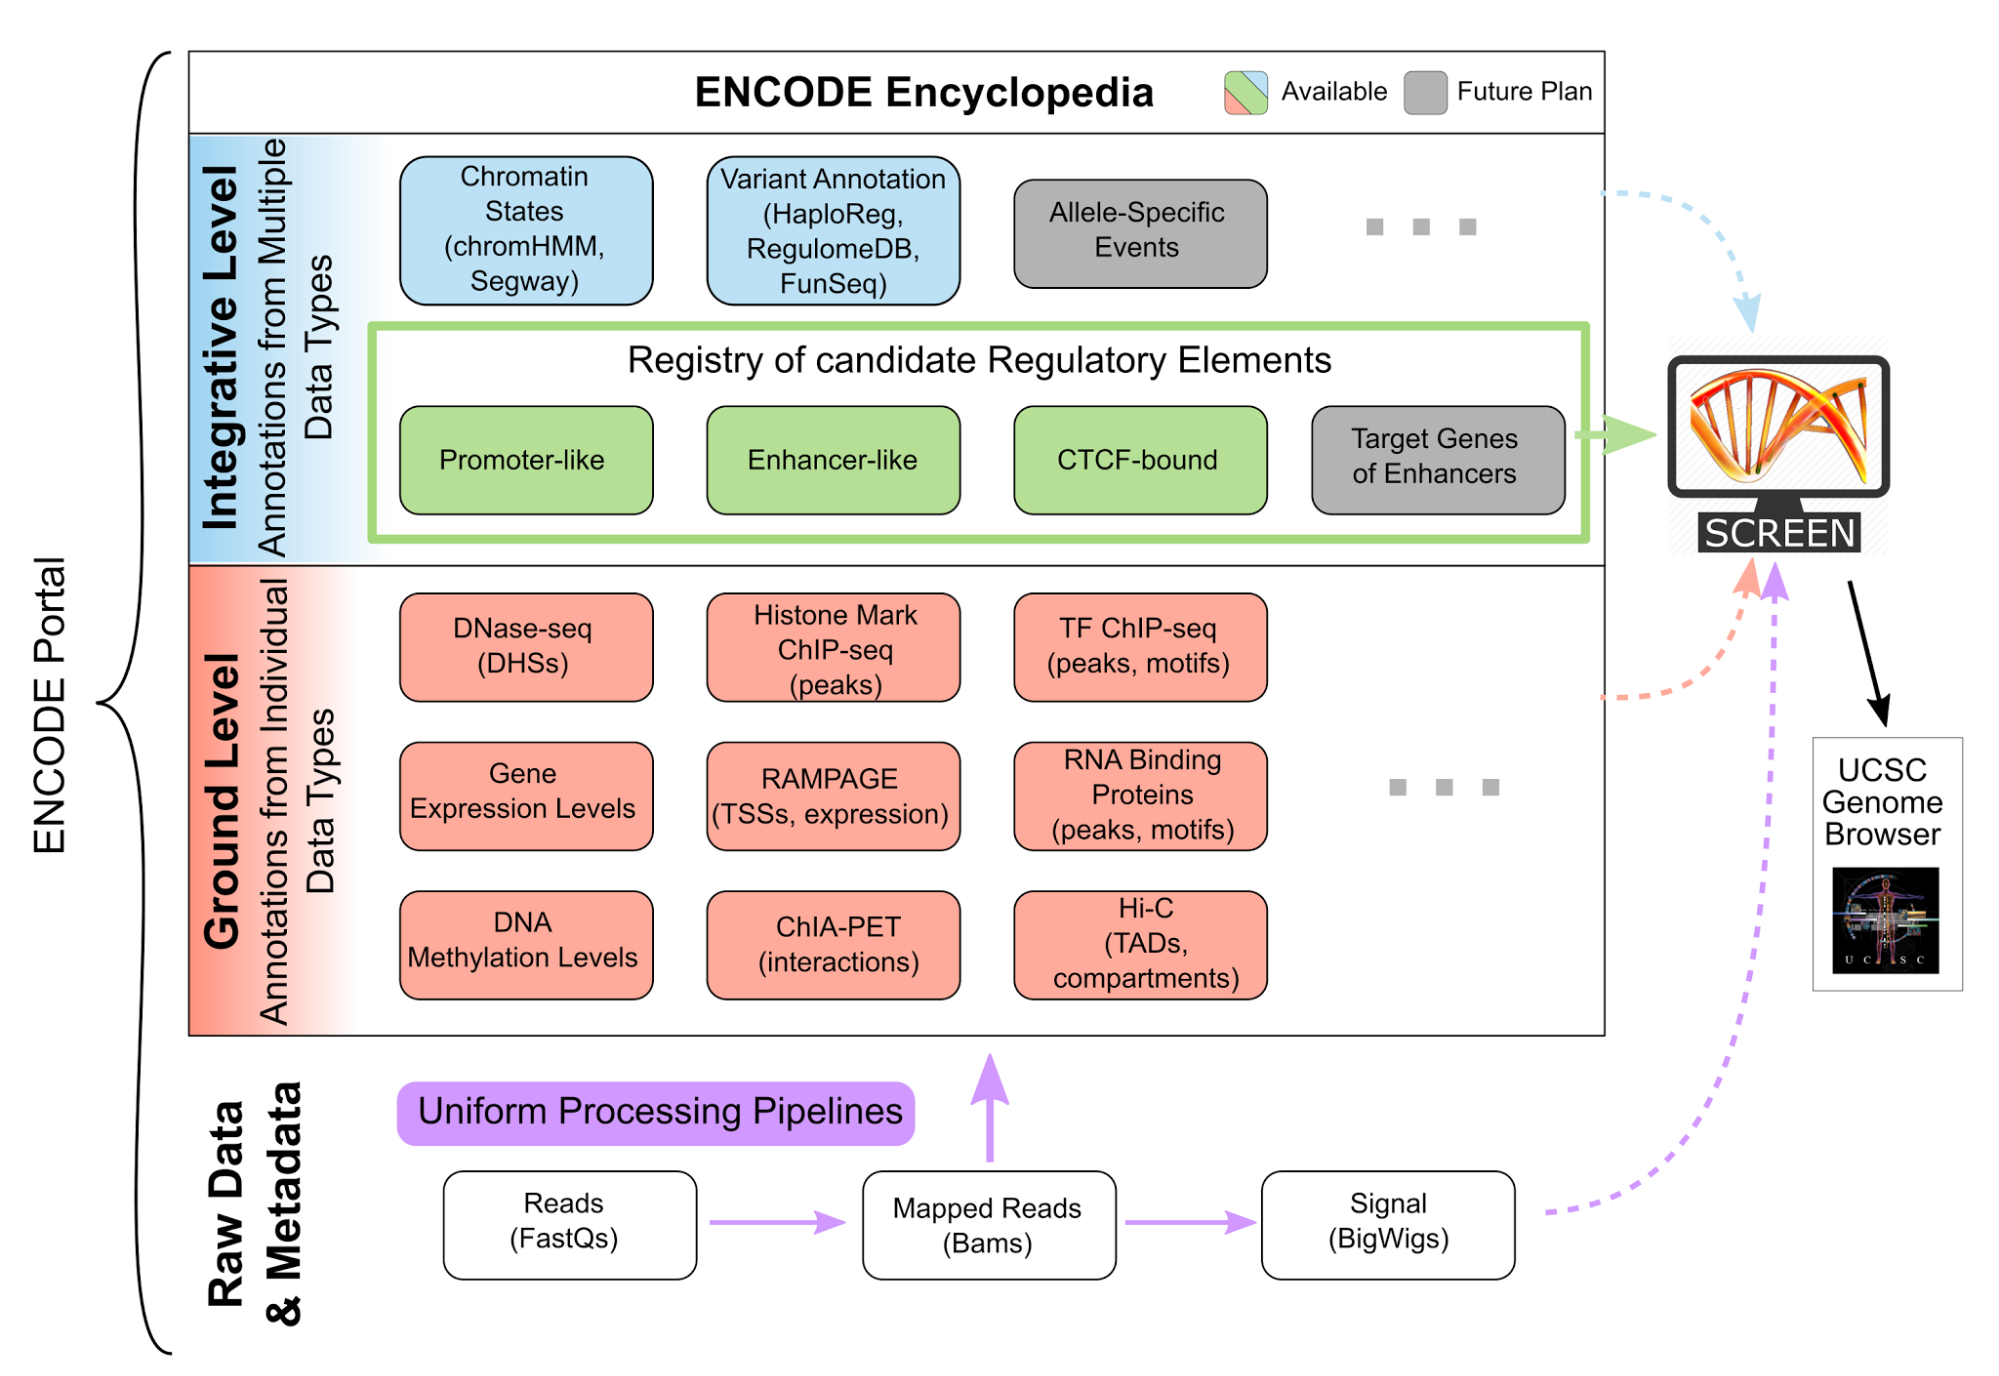 ENCODE Encyclopedia
Available
Future Plan
ENCODE Portal
Integrative Level
Annotations from Multiple
Data Types
Chromatin
States
(chromHMM,
Segway)
Variant Annotation
(HaploReg,
RegulomeDB,
FunSeq)
Allele-Specific
Events
Registry of candidate Regulatory Elements
Promoter-like
Enhancer-like
CTCF-bound
Target Genes
of Enhancers
SCREEN
Ground Level
Annotations from Individual
Data Types
DNase-seq
(DHSs)
Histone Mark
ChIP-seq
(peaks)
TF ChIP-seq
(peaks, motifs)
Gene
Expression Levels
RAMPAGE
(TSSs, expression)
RNA Binding
Proteins
(peaks, motifs)
DNA
Methylation Levels
ChIA-PET
(interactions)
Hi-C
(TADs,
compartments)
UCSC
Genome
Browser
U C S C
Raw Data
& Metadata
Uniform Processing Pipelines
Reads
(FastQs)
Mapped Reads
(Bams)
Signal
(BigWigs)